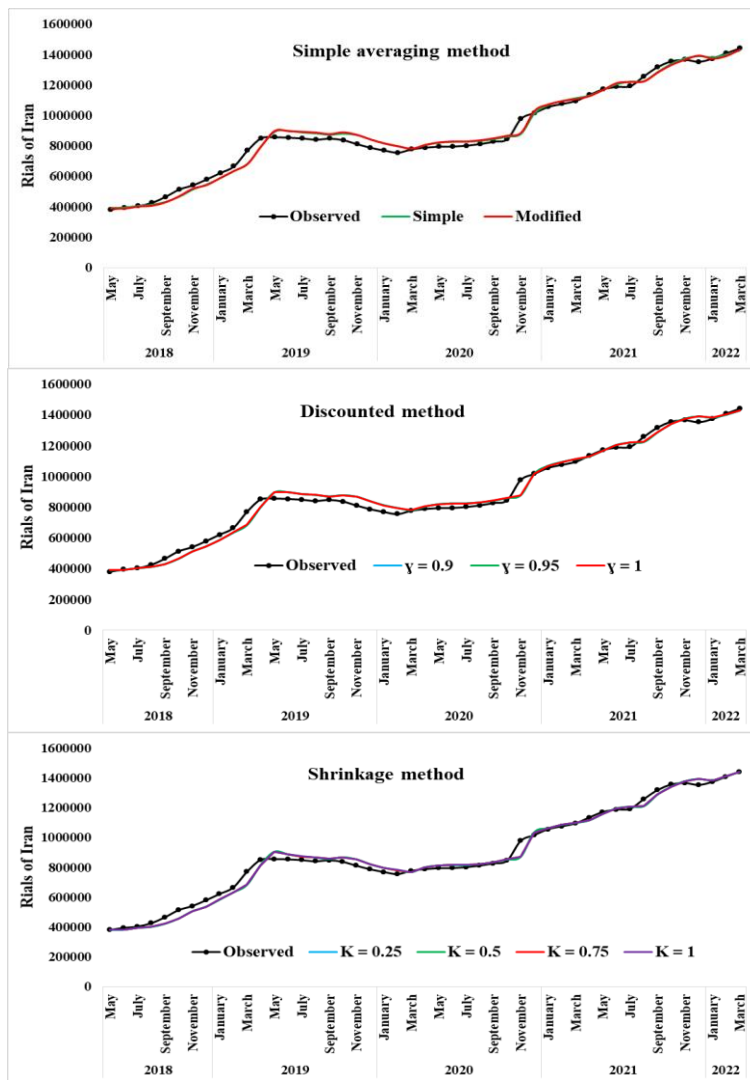 Simple averaging method
Rials of Iran
1600000
1400000
1200000
1000000
800000
600000
400000
200000
0
Observed Simple Modified
May July September November January March May July September November January March May July September November January March May July September November January March
2018 2019 2020 2021 2022
Discounted method
Rials of Iran
1600000
1400000
1200000
1000000
800000
600000
400000
200000
0
Observed ɣ = 0.9 ɣ = 0.95 ɣ = 1
May July September November January March May July September November January March May July September November January March May July September November January March
2018 2019 2020 2021 2022
Shrinkage method
Rials of Iran
1600000
1400000
1200000
1000000
800000
600000
400000
200000
0
Observed K = 0.25 K = 0.5 K = 0.75 K = 1
May July September November January March May July September November January March May July September November January March May July September November January March
2018 2019 2020 2021 2022